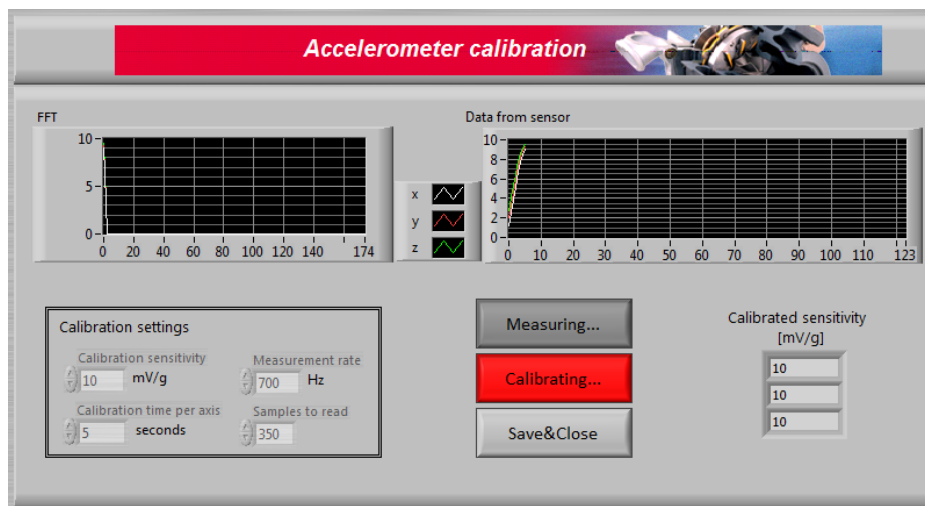 Accelerometer calibration
FFT
10
5
0
0 20 40 60 80 100 120 140 174
x
y
z
Data from sensor
10
8
6
4
2
0
0 10 20 30 40 50 60 70 80 90 100 110 123
Calibration settings
Calibration sensitivity
10 mV/g
Measurement rate
700 Hz
Calibration time per axis
5 seconds
Samples to read
350
Measuring...
Calibrating...
Save&Close
Calibrated sensitivity
[mV/g]
10
10
10